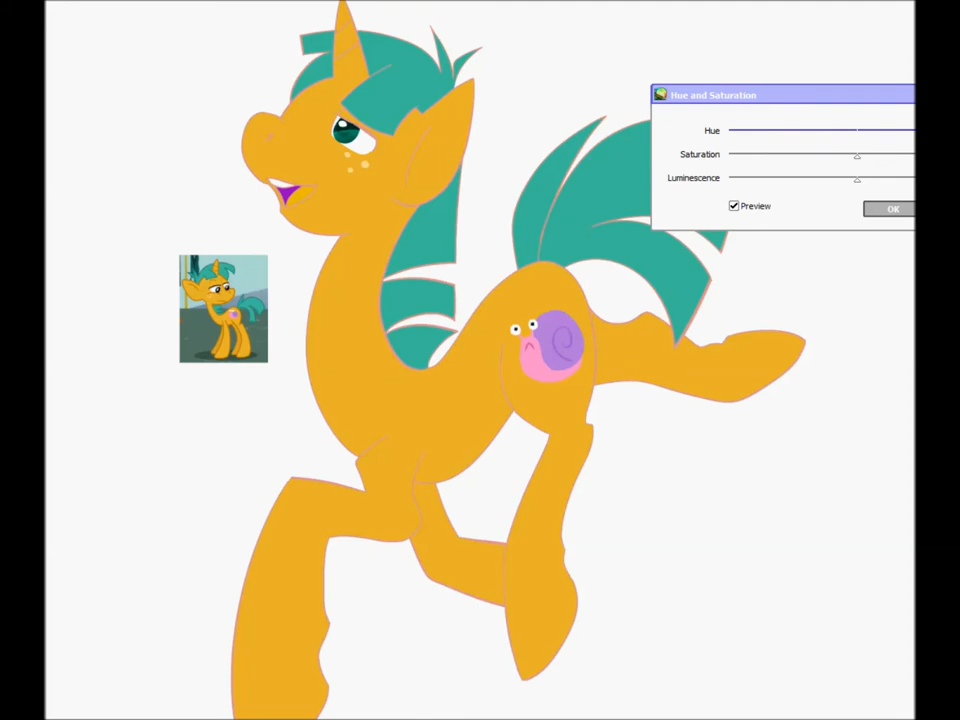 Hue and Saturation
Hue
Saturation
Luminescence
Preview
OK